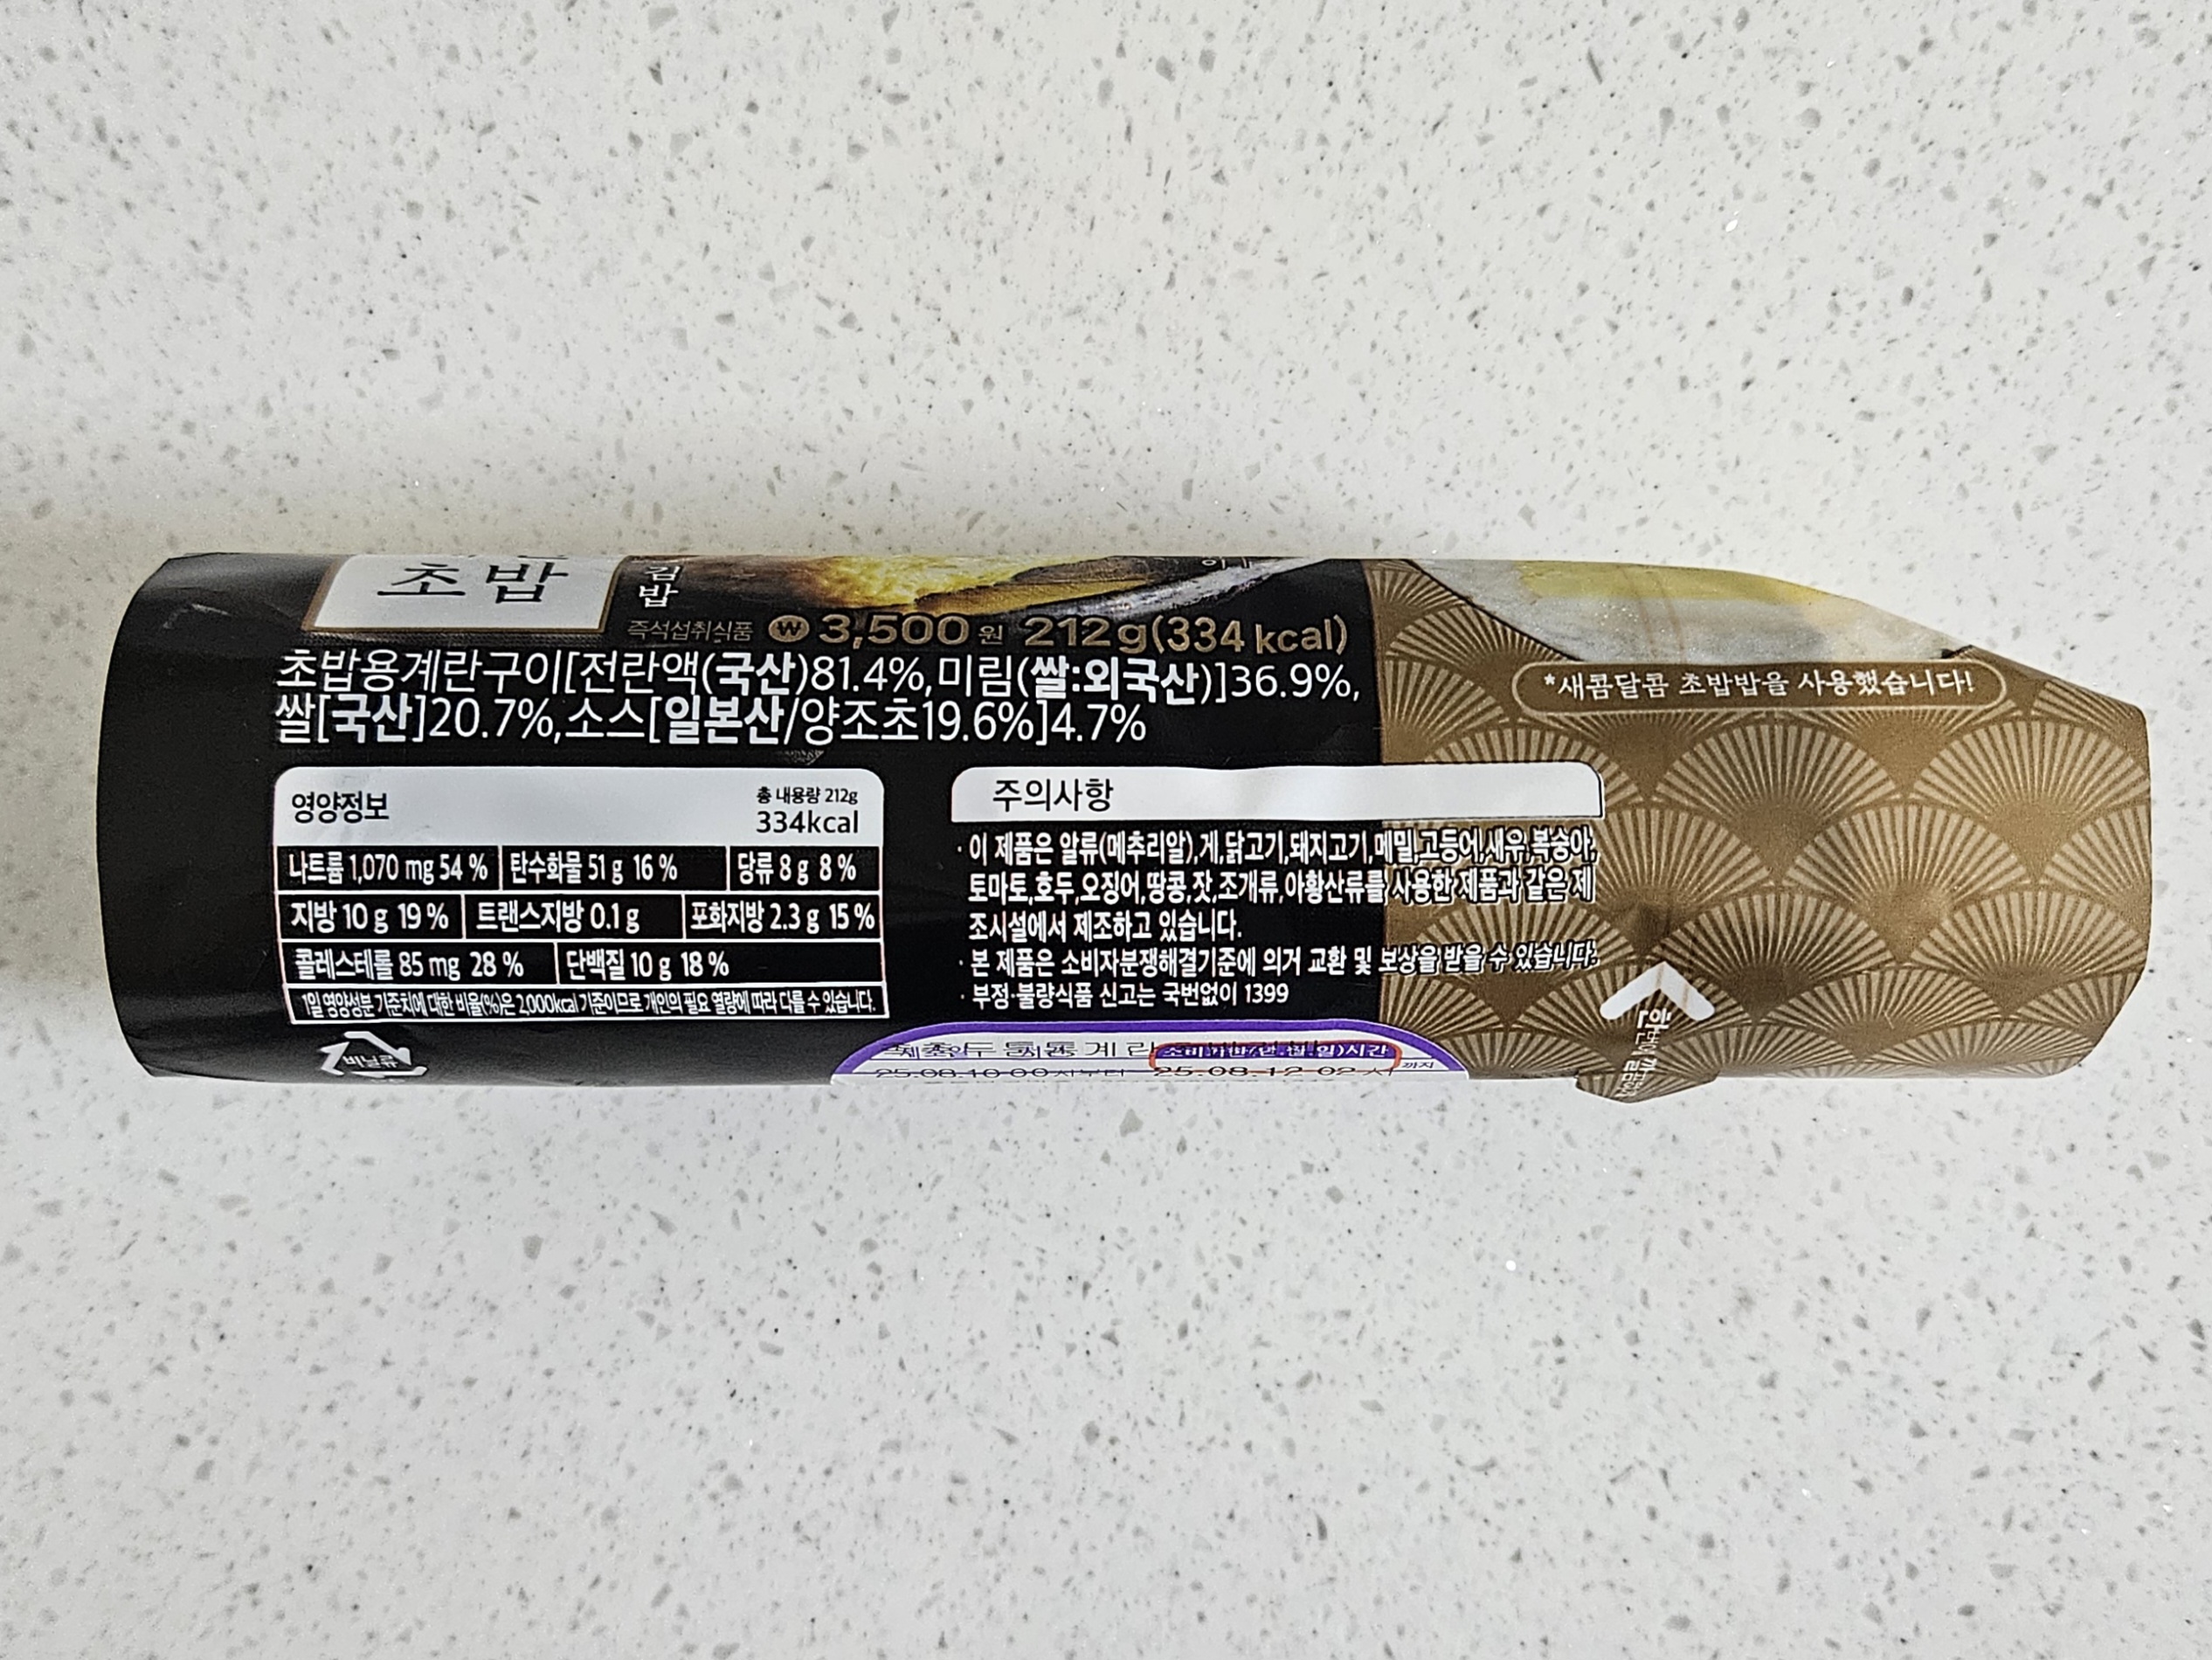 초밥
김밥
즉석섭취식품 ₩ 3,500 원 212g(334 kcal)
초밥용계란구이[전란액(국산)81.4%,미림(쌀:외국산)]36.9%,
쌀[국산]20.7%,소스[일본산/양조초19.6%]4.7%
*새콤달콤 초밥밥을 사용했습니다!
영양정보
총 내용량 212g
334kcal
나트륨 1,070 mg 54 % 탄수화물 51 g 16 % 당류 8 g 8 %
지방 10 g 19 % 트랜스지방 0.1 g 포화지방 2.3 g 15 %
콜레스테롤 85 mg 28 % 단백질 10 g 18 %
1일 영양성분 기준치에 대한 비율(%)은 2,000kcal 기준이므로 개인의 필요 열량에 따라 다를 수 있습니다.
비닐류
주의사항
· 이 제품은 알류(메추리알),게,닭고기,돼지고기,메밀,고등어,새우,복숭아,
토마토,호두,오징어,땅콩,잣,조개류,아황산류를 사용한 제품과 같은 제
조시설에서 제조하고 있습니다.
· 본 제품은 소비자분쟁해결기준에 의거 교환 및 보상을 받을 수 있습니다.
· 부정·불량식품 신고는 국번없이 1399
25.08.10 00시부터 25.08.12 02시 까지